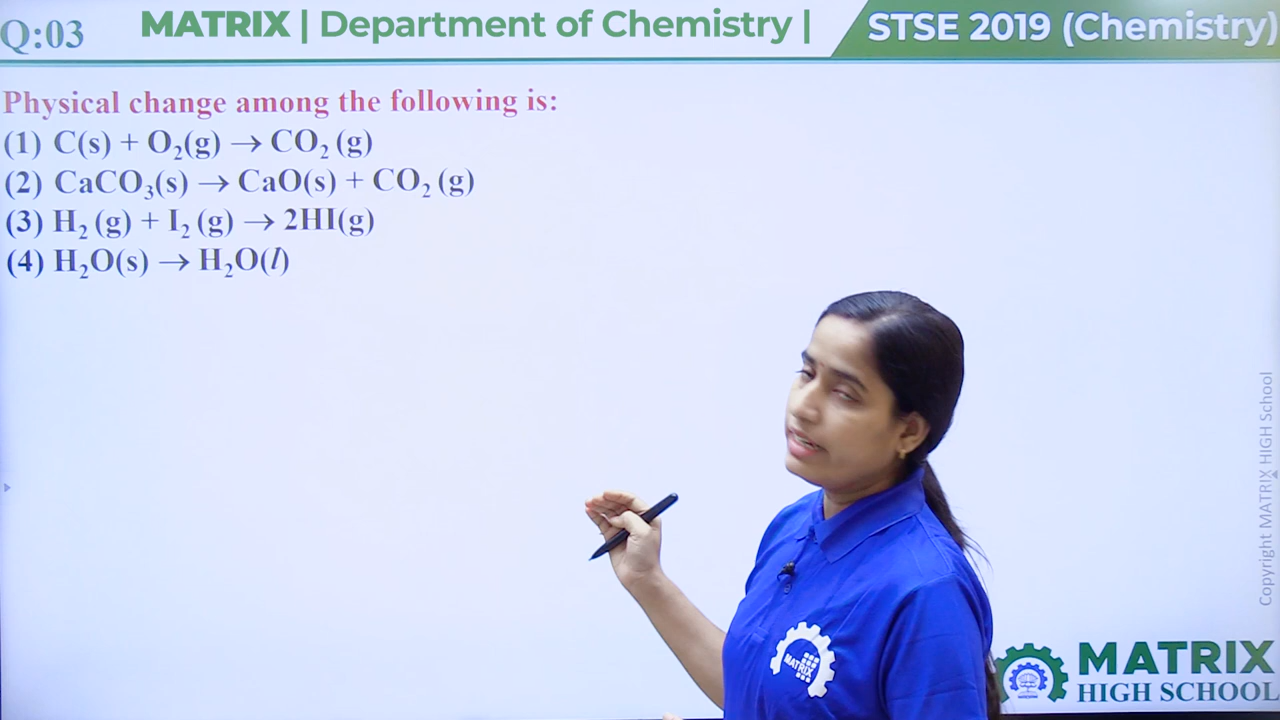 Q:03
MATRIX | Department of Chemistry |
STSE 2019 (Chemistry)
Physical change among the following is:
(1) C(s) + O₂(g) → CO₂ (g)
(2) CaCO₃(s) → CaO(s) + CO₂ (g)
(3) H₂ (g) + I₂ (g) → 2HI(g)
(4) H₂O(s) → H₂O(l)
Copyright MATRIX HIGH School
MATRIX
MATRIX
HIGH SCHOOL